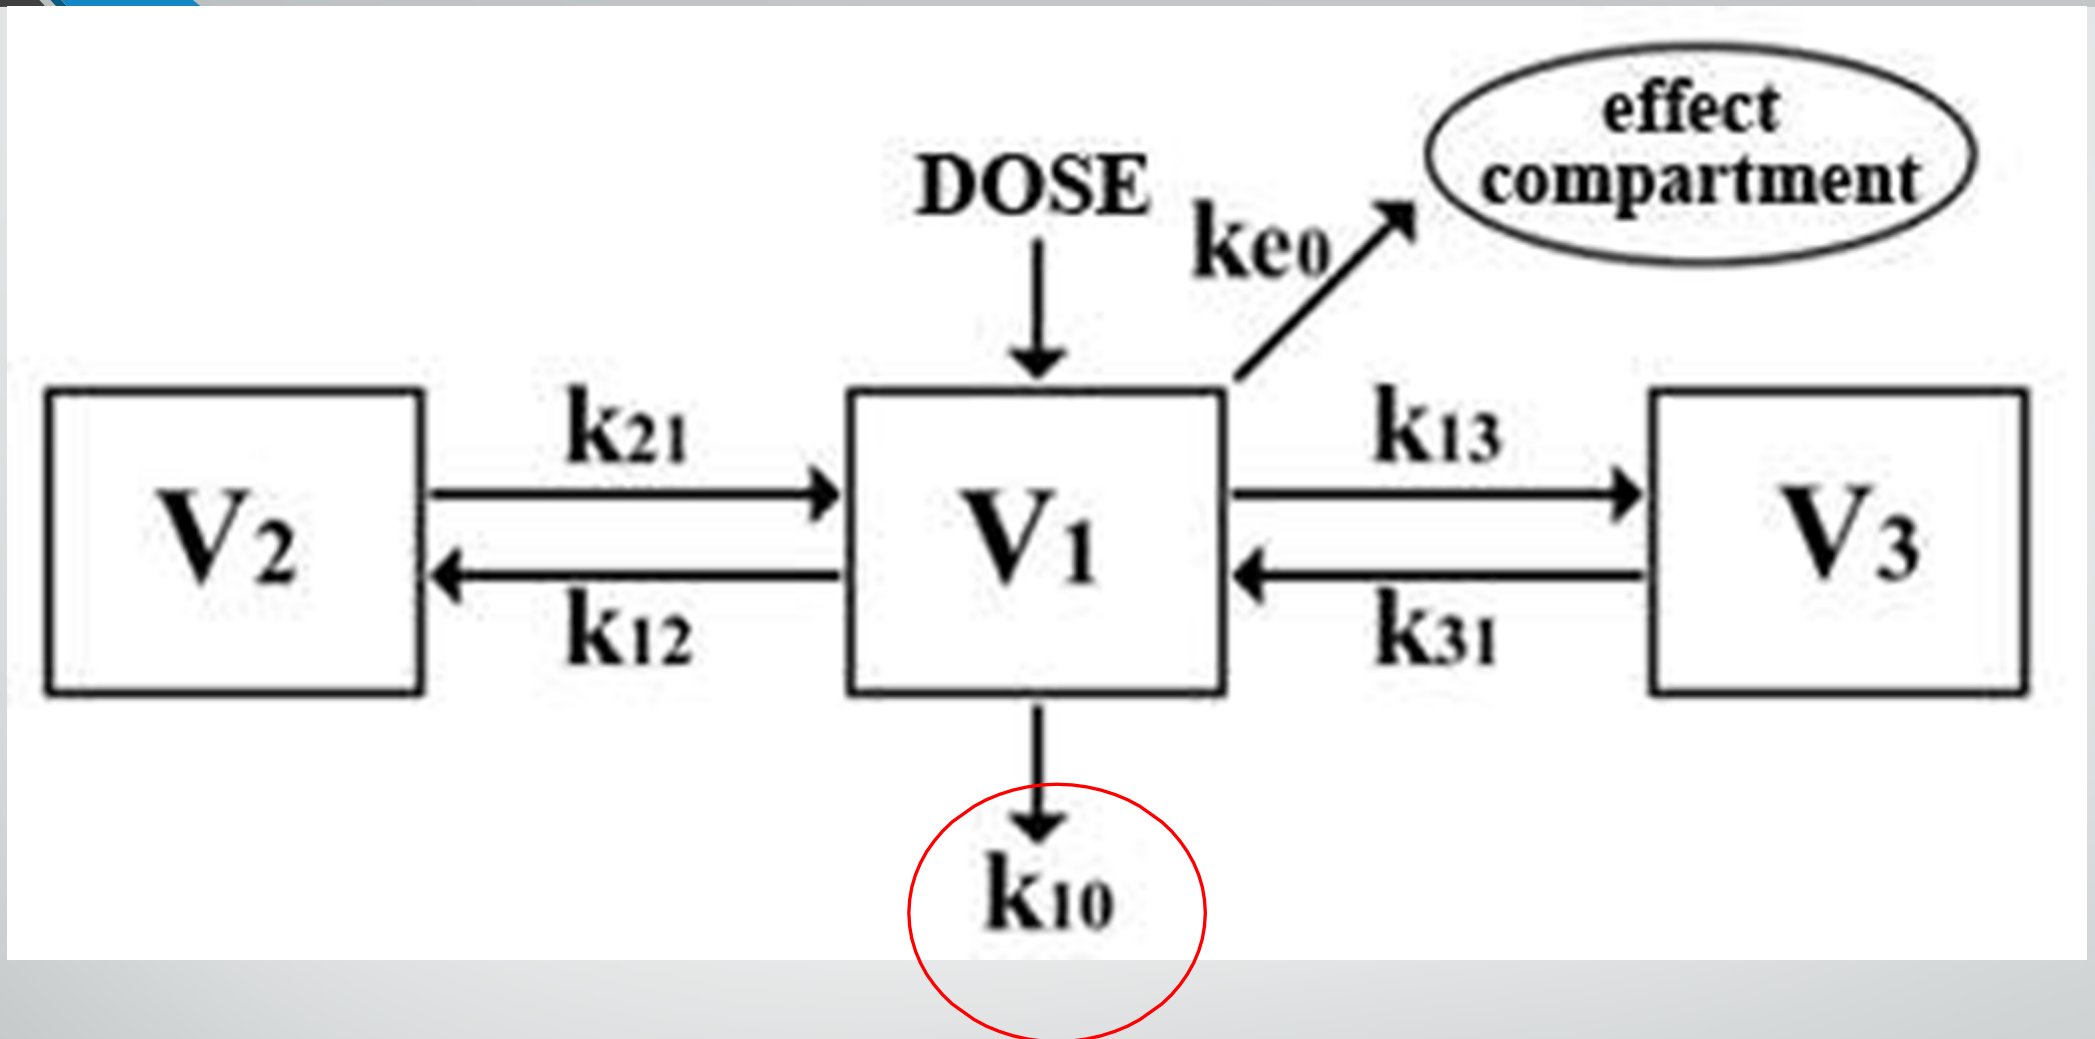 effect
compartment
DOSE
ke0
k21
k13
V2
V1
V3
k12
k31
k10